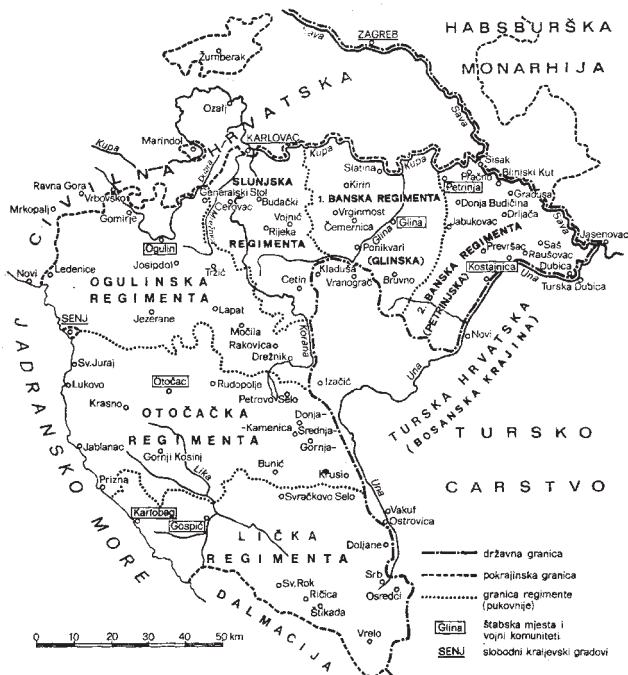 HABSBURŠKA
MONARHIJA
ZAGREB
Sava
Žumberak
CIVILNA HRVATSKA
Ozalj
Marindol
KARLOVAC
Kupa
Kupa
Kupa
Sava
Sisak
Slatina
Kirin
Petrinja
Pračno
Bliniski Kut
Gradusa
Donja Budičina
Drljača
Jabukovac
Ravna Gora
Vrbovsko
Mrkopalj
Gomirje
Dobra
Generalski Stol
Cerovac
SLUNJSKA
REGIMENTA
Budački
Vojnić
Rijeka
1. BANSKA REGIMENTA
(GLINSKA)
Vrginmost
Čemernica
Glina
Glina
Ponikvari
2. BANSKA REGIMENTA
(PETRINJSKA)
Prevršac
Saš
Raušovac
Jasenovac
Dubica
Turska Dubica
Kostajnica
Una
Ogulin
Josipdol
Tržić
Mrežnica
Cetin
Kladuša
Vranograč
Bruvno
Novi
Ledenice
OGULINSKA
REGIMENTA
Jezerane
Lapat
Močila
Rakovica
Drežnik
Korana
Novi
Una
TURSKA HRVATSKA
(BOSANSKA KRAJINA)
TURSKO
CARSTVO
SENJ
Sv.Juraj
Lukovo
Krasno
Otočac
Rudopolje
Petrovo Selo
Izačić
OTOČAČKA
REGIMENTA
Donja-
-Kamenica
Srednja-
Gornja-
Jablanac
Gornji Kosinj
Lika
Bunić
Krusio
Prizna
Svračkovo Selo
Una
Vakuf
Ostrovica
Karlobag
Gospić
LIČKA
REGIMENTA
Doljane
Sv.Rok
Ričica
Štikada
Srb
Osredci
Vrelo
JADRANSKO MORE
DALMACIJA
0 10 20 30 40 50 km
državna granica
pokrajinska granica
granica regimente
(pukovnije)
Glina štabska mjesta i
vojni komuniteti
SENJ slobodni kraljevski gradovi